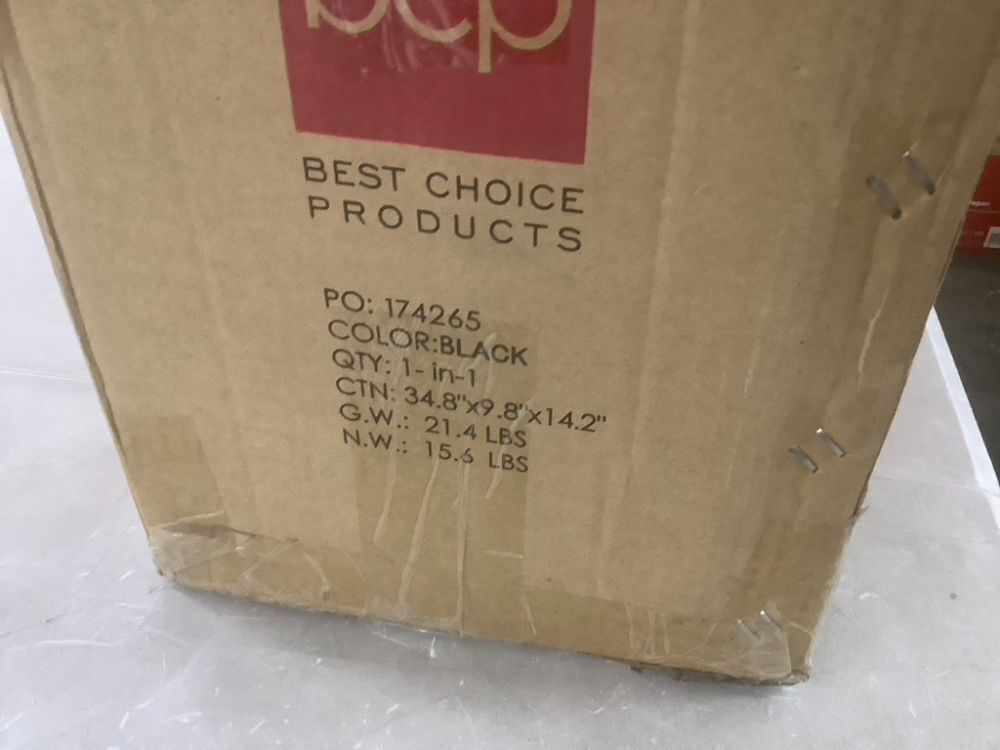 bcp
BEST CHOICE
PRODUCTS
PO: 174265
COLOR:BLACK
QTY: 1- in-1
CTN: 34.8"x9.8"x14.2"
G.W.: 21.4 LBS
N.W.: 15.6 LBS